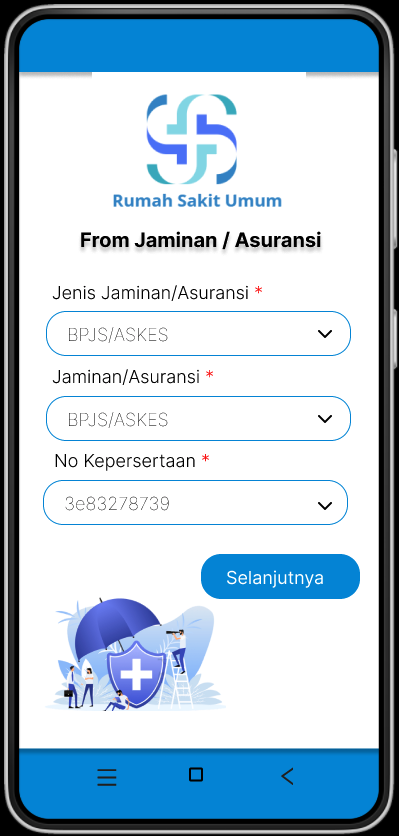 Rumah Sakit Umum
From Jaminan / Asuransi
Jenis Jaminan/Asuransi *
BPJS/ASKES
Jaminan/Asuransi *
BPJS/ASKES
No Kepersertaan *
3e83278739
Selanjutnya